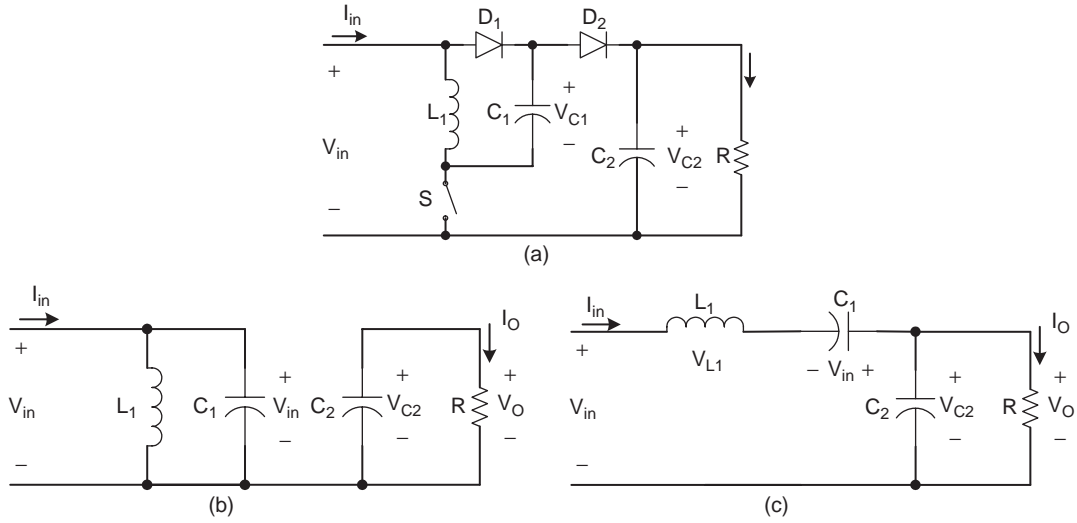 I_in D_1 D_2
+ + +
L_1 C_1 V_C1
V_in − C_2 V_C2 R
S −
−
(a)
I_in I_O
+ + + +
V_in L_1 C_1 V_in C_2 V_C2 R V_O
− − − −
(b)
I_in L_1 C_1 I_O
+ V_L1 − V_in + + +
V_in C_2 V_C2 R V_O
− − −
(c)